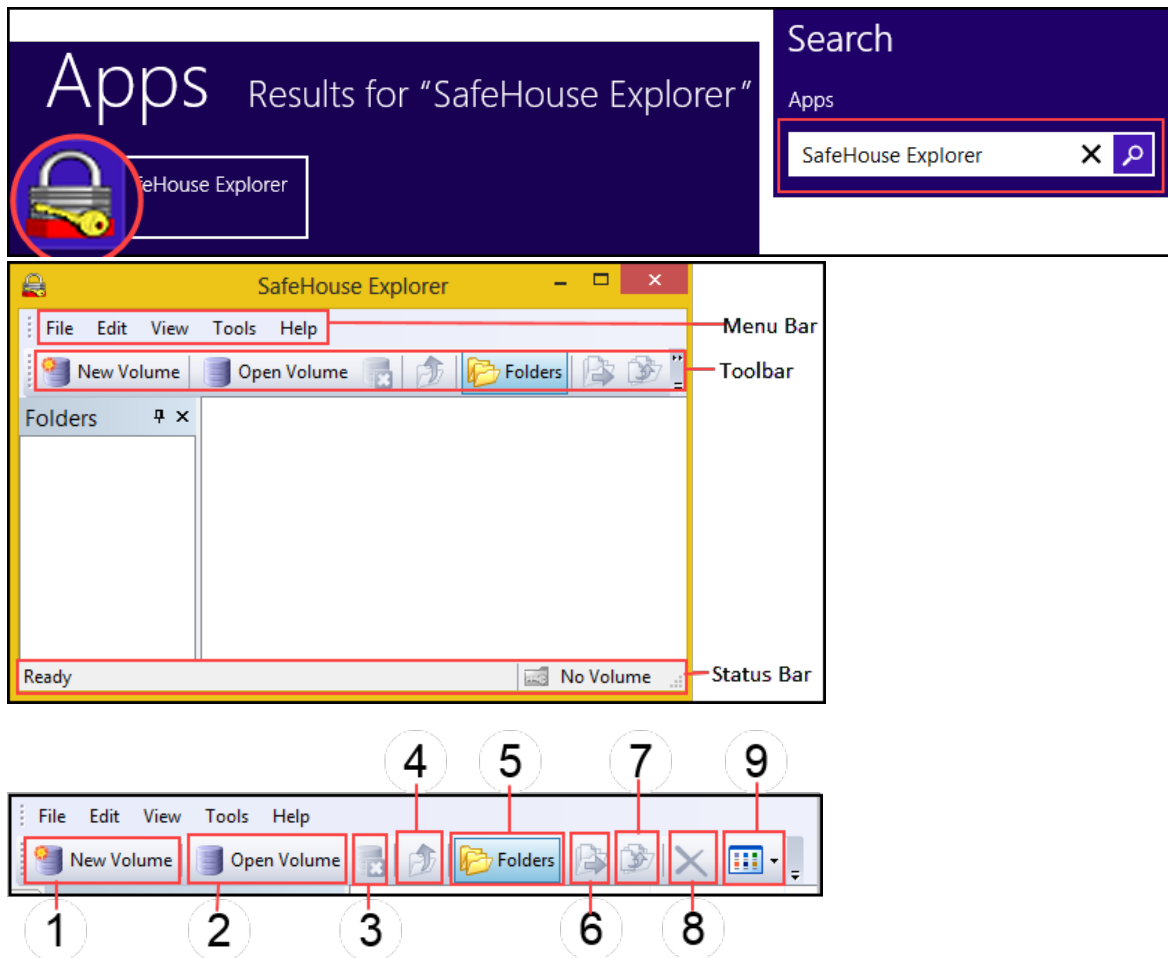 Apps Results for "SafeHouse Explorer"
feHouse Explorer
Search
Apps
SafeHouse Explorer
SafeHouse Explorer
File Edit View Tools Help
Menu Bar
New Volume Open Volume Folders
Toolbar
Folders
Ready No Volume
Status Bar
4 5 7 9
File Edit View Tools Help
New Volume Open Volume Folders
1 2 3 6 8